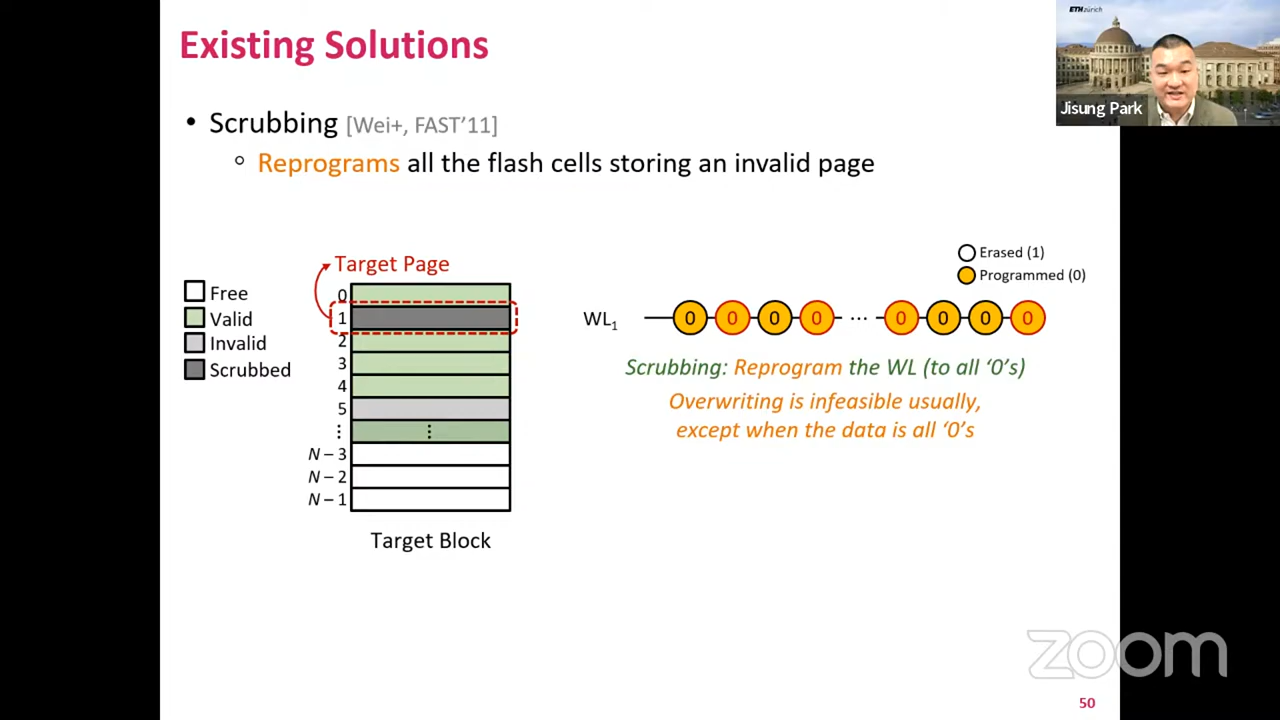 Existing Solutions
ETH zürich
Jisung Park
• Scrubbing [Wei+, FAST’11]
Reprograms all the flash cells storing an invalid page
Target Page
Free
Valid
Invalid
Scrubbed
0
1
2
3
4
5
⋮ ⋮
N – 3
N – 2
N – 1
Target Block
Erased (1)
Programmed (0)
WL1 0 0 0 0 ⋯ 0 0 0 0
Scrubbing: Reprogram the WL (to all ‘0’s)
Overwriting is infeasible usually,
except when the data is all ‘0’s
zoom
50